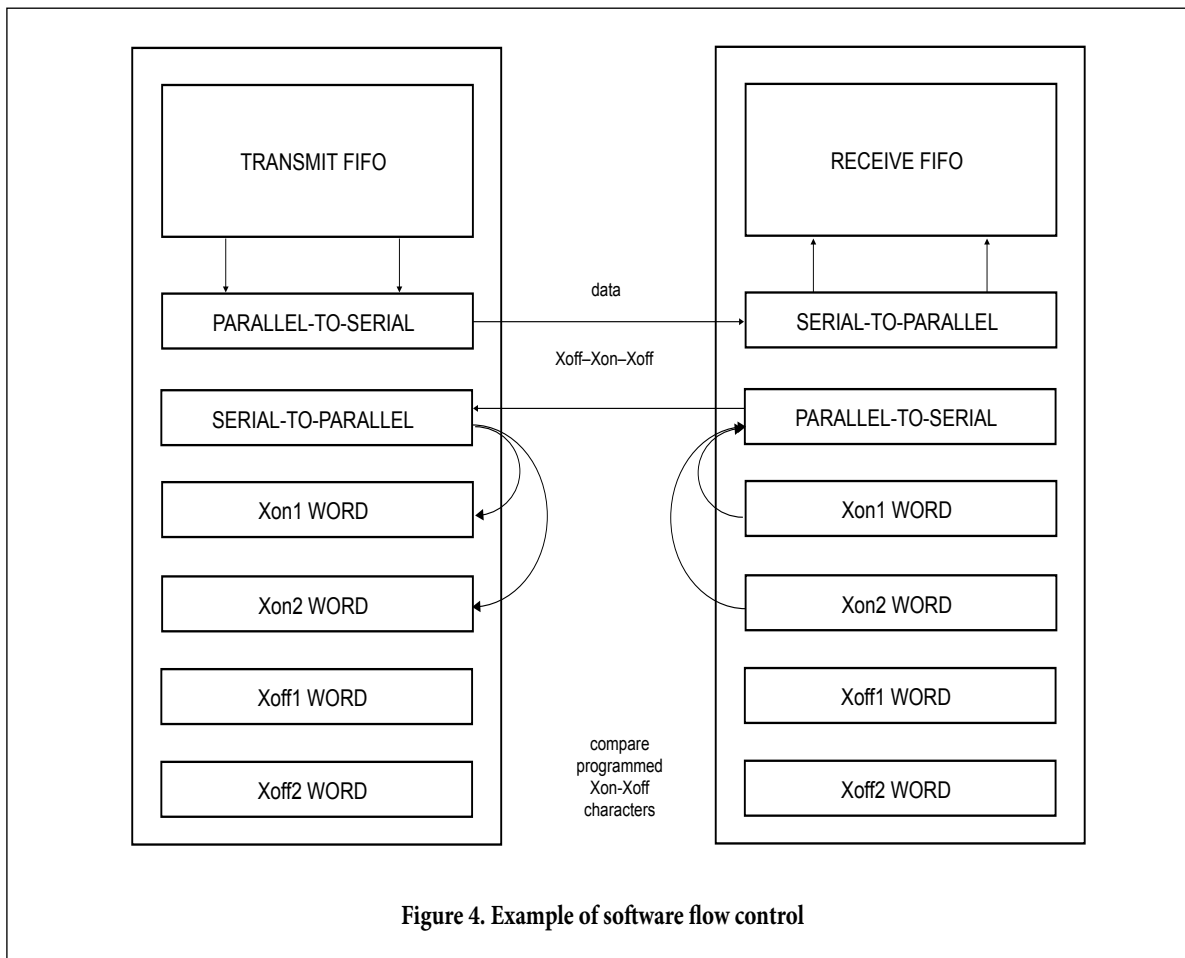 TRANSMIT FIFO
PARALLEL-TO-SERIAL
SERIAL-TO-PARALLEL
Xon1 WORD
Xon2 WORD
Xoff1 WORD
Xoff2 WORD
data
Xoff–Xon–Xoff
compare
programmed
Xon-Xoff
characters
RECEIVE FIFO
SERIAL-TO-PARALLEL
PARALLEL-TO-SERIAL
Xon1 WORD
Xon2 WORD
Xoff1 WORD
Xoff2 WORD
Figure 4. Example of software flow control